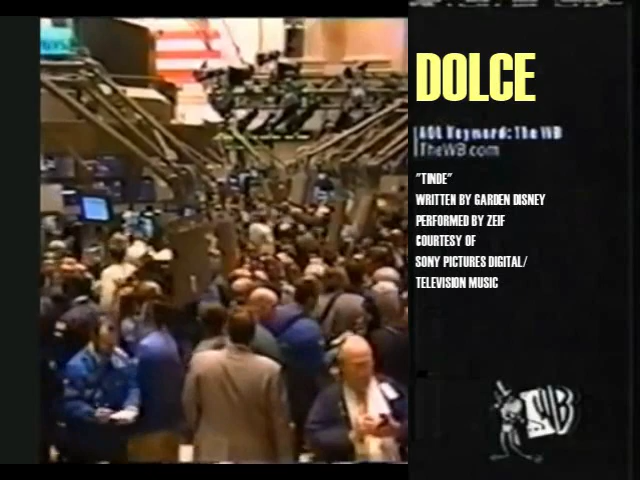 DOLCE
AOL Keyword: The WB
TheWB.com
"TINDE"
WRITTEN BY GARDEN DISNEY
PERFORMED BY ZEIF
COURTESY OF
SONY PICTURES DIGITAL/
TELEVISION MUSIC
WB